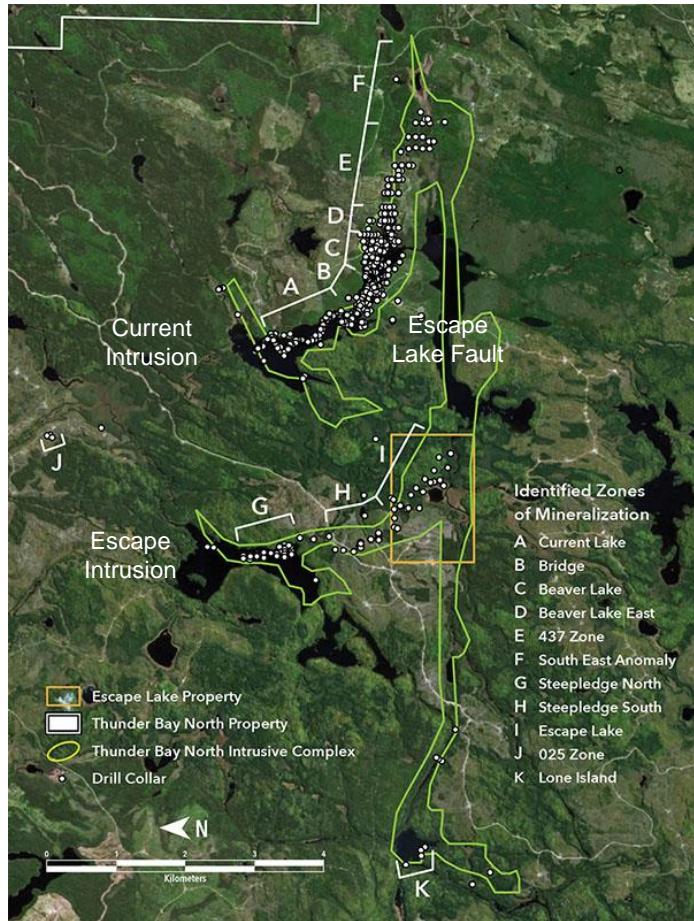 F
E
D
C
B
A
Current
Intrusion
Escape
Lake Fault
J
I
H
G
Escape
Intrusion
Identified Zones
of Mineralization
A Current Lake
B Bridge
C Beaver Lake
D Beaver Lake East
E 437 Zone
F South East Anomaly
G Steepledge North
H Steepledge South
I Escape Lake
J 025 Zone
K Lone Island
Escape Lake Property
Thunder Bay North Property
Thunder Bay North Intrusive Complex
Drill Collar
N
0 1 2 3 4
Kilometers
K